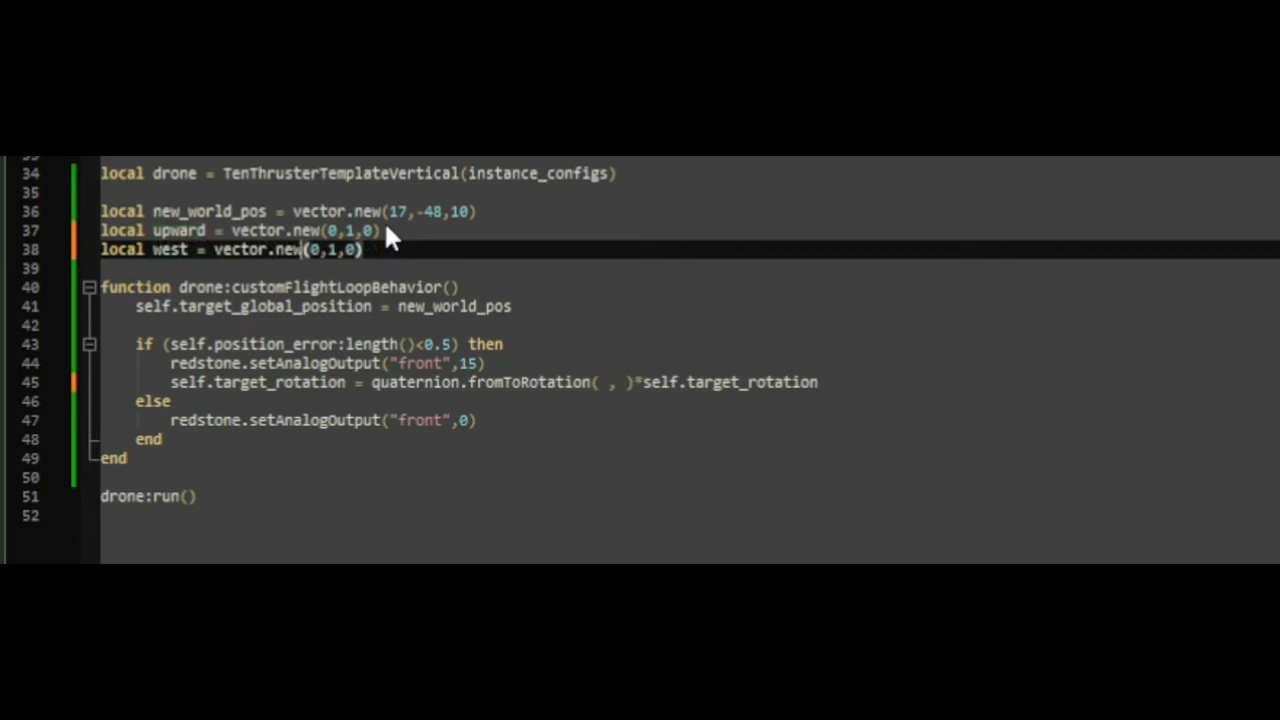 34 local drone = TenThrusterTemplateVertical(instance_configs)
35
36 local new_world_pos = vector.new(17,-48,10)
37 local upward = vector.new(0,1,0)
38 local west = vector.new(0,1,0)
39
40 function drone:customFlightLoopBehavior()
41 self.target_global_position = new_world_pos
42
43 if (self.position_error:length()<0.5) then
44 redstone.setAnalogOutput("front",15)
45 self.target_rotation = quaternion.fromToRotation( , )*self.target_rotation
46 else
47 redstone.setAnalogOutput("front",0)
48 end
49 end
50
51 drone:run()
52